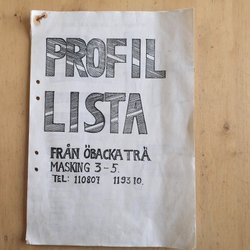 PROFIL
LISTA
FRÅN ÖBACKA TRÄ
MASKING 3-5.
TEL: 110807 119310.